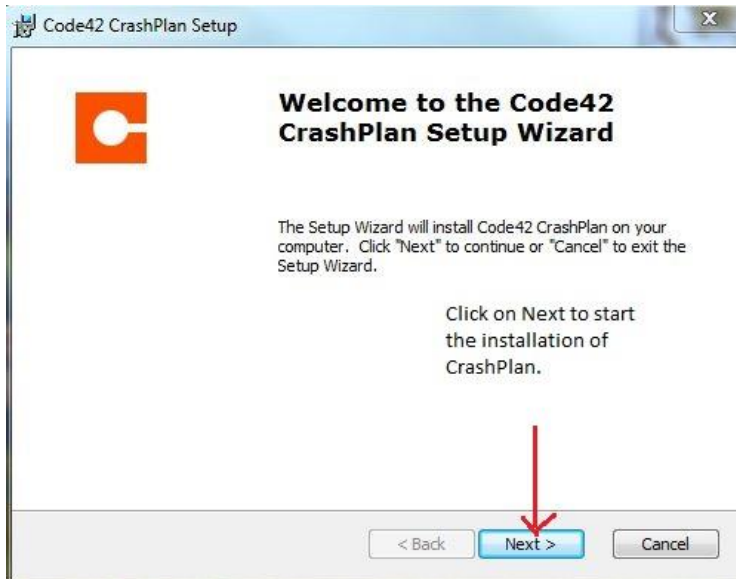 Code42 CrashPlan Setup
X
Welcome to the Code42
CrashPlan Setup Wizard
The Setup Wizard will install Code42 CrashPlan on your
computer. Click "Next" to continue or "Cancel" to exit the
Setup Wizard.
Click on Next to start
the installation of
CrashPlan.
< Back
Next >
Cancel